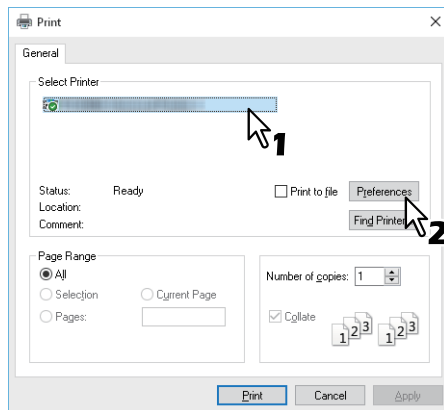 Print
General
Select Printer
1
Status: Ready Print to file Preferences
Location:
Comment: Find Printer
2
Page Range
All Number of copies: 1
Selection Current Page
Pages: Collate
1 2 3 1 2 3
Print Cancel Apply